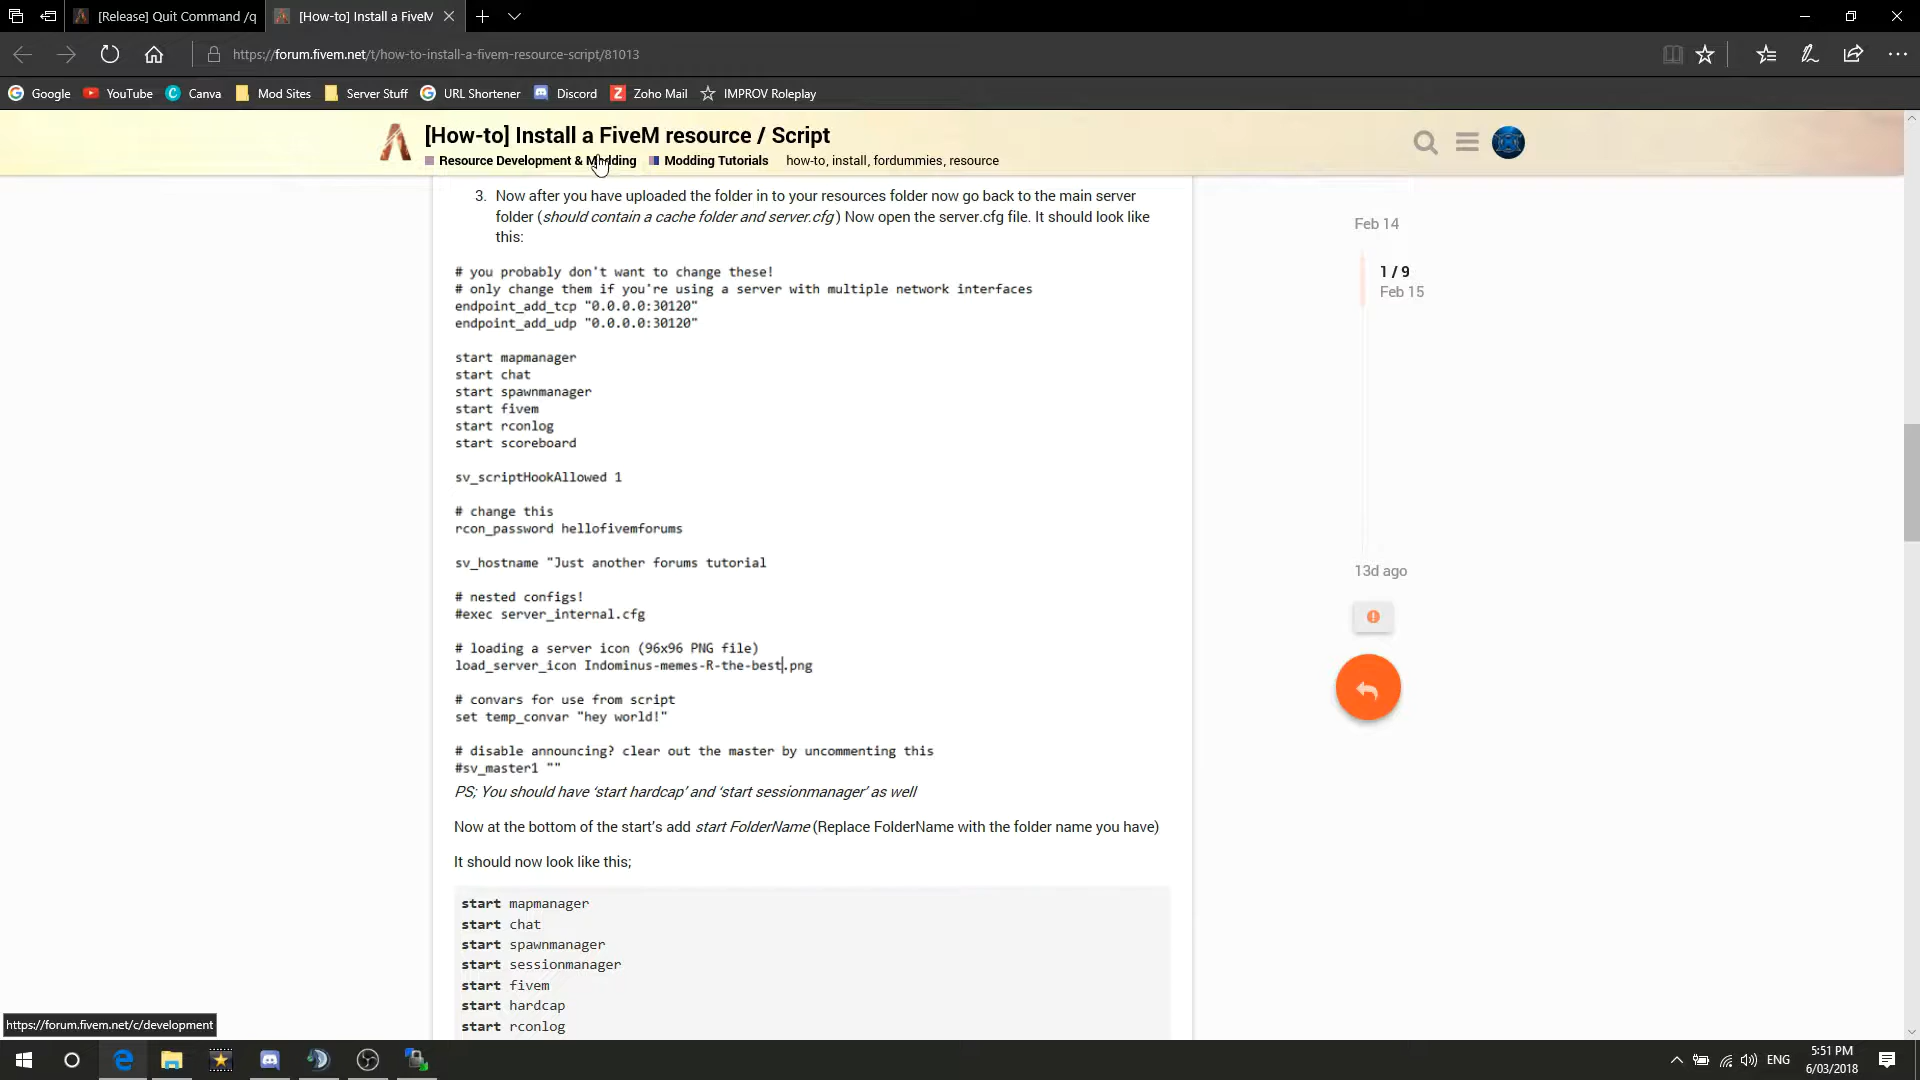 [Release] Quit Command /q
[How-to] Install a FiveM
https://forum.fivem.net/t/how-to-install-a-fivem-resource-script/81013
Google YouTube Canva Mod Sites Server Stuff URL Shortener Discord Zoho Mail IMPROV Roleplay
[How-to] Install a FiveM resource / Script
Resource Development & Modding Modding Tutorials how-to, install, fordummies, resource
3. Now after you have uploaded the folder in to your resources folder now go back to the main server
folder (should contain a cache folder and server.cfg) Now open the server.cfg file. It should look like
this:
# you probably don't want to change these!
# only change them if you're using a server with multiple network interfaces
endpoint_add_tcp "0.0.0.0:30120"
endpoint_add_udp "0.0.0.0:30120"
start mapmanager
start chat
start spawnmanager
start fivem
start rconlog
start scoreboard
sv_scriptHookAllowed 1
# change this
rcon_password hellofivemforums
sv_hostname "Just another forums tutorial
# nested configs!
#exec server_internal.cfg
# loading a server icon (96x96 PNG file)
load_server_icon Indominus-memes-R-the-best.png
# convars for use from script
set temp_convar "hey world!"
# disable announcing? clear out the master by uncommenting this
#sv_master1 ""
PS; You should have ‘start hardcap’ and ‘start sessionmanager’ as well
Now at the bottom of the start’s add start FolderName (Replace FolderName with the folder name you have)
It should now look like this;
start mapmanager
start chat
start spawnmanager
start sessionmanager
start fivem
start hardcap
start rconlog
Feb 14
1 / 9
Feb 15
13d ago
https://forum.fivem.net/c/development
ENG
5:51 PM
6/03/2018